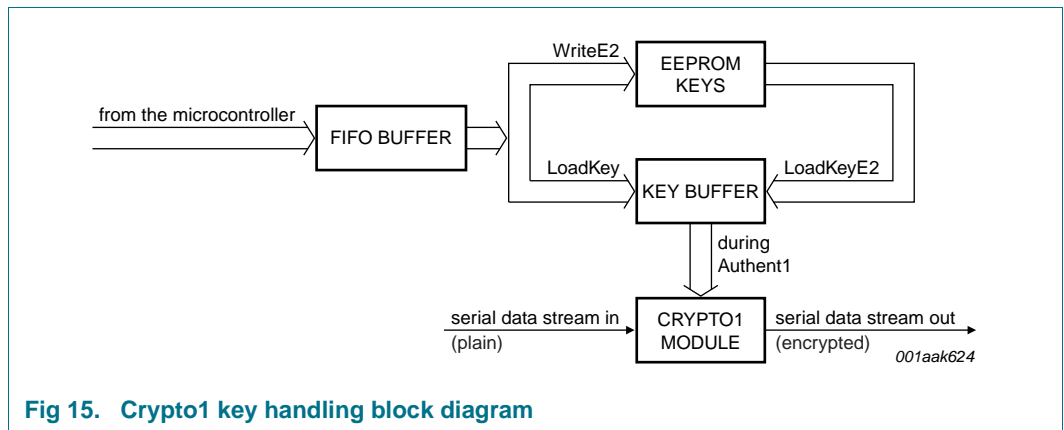 WriteE2
EEPROM
KEYS
from the microcontroller
FIFO BUFFER
LoadKey
KEY BUFFER
LoadKeyE2
during
Authent1
serial data stream in
(plain)
CRYPTO1
MODULE
serial data stream out
(encrypted)
001aak624
Fig 15. Crypto1 key handling block diagram